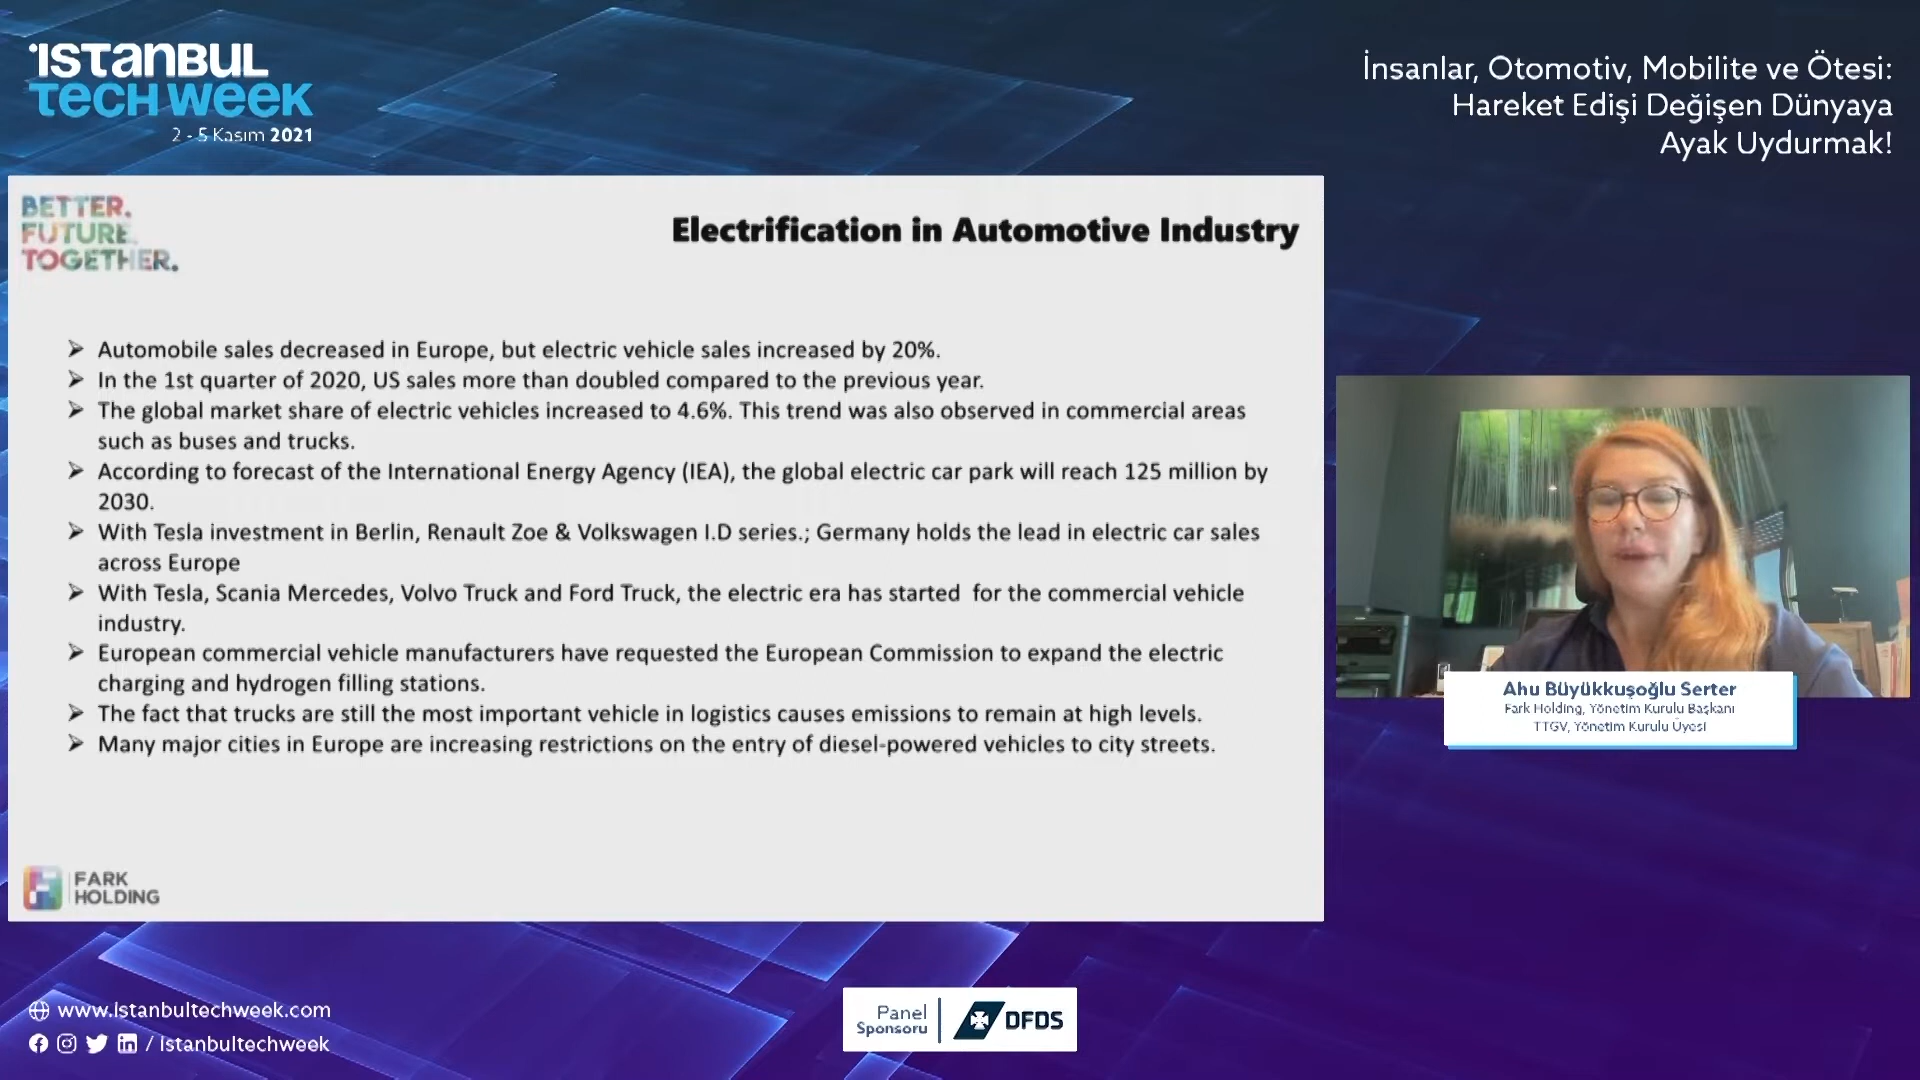 ISTANBUL
TECH WEEK
2 - 5 Kasım 2021
İnsanlar, Otomotiv, Mobilite ve Ötesi:
Hareket Edişi Değişen Dünyaya
Ayak Uydurmak!
BETTER.
FUTURE.
TOGETHER.
Electrification in Automotive Industry
➤ Automobile sales decreased in Europe, but electric vehicle sales increased by 20%.
➤ In the 1st quarter of 2020, US sales more than doubled compared to the previous year.
➤ The global market share of electric vehicles increased to 4.6%. This trend was also observed in commercial areas
such as buses and trucks.
➤ According to forecast of the International Energy Agency (IEA), the global electric car park will reach 125 million by
2030.
➤ With Tesla investment in Berlin, Renault Zoe & Volkswagen I.D series.; Germany holds the lead in electric car sales
across Europe
➤ With Tesla, Scania Mercedes, Volvo Truck and Ford Truck, the electric era has started for the commercial vehicle
industry.
➤ European commercial vehicle manufacturers have requested the European Commission to expand the electric
charging and hydrogen filling stations.
➤ The fact that trucks are still the most important vehicle in logistics causes emissions to remain at high levels.
➤ Many major cities in Europe are increasing restrictions on the entry of diesel-powered vehicles to city streets.
FARK
HOLDING
Ahu Büyükkuşoğlu Serter
Fark Holding, Yönetim Kurulu Başkanı
TTGV, Yönetim Kurulu Üyesi
www.istanbultechweek.com
/ istanbultechweek
Panel
Sponsoru
DFDS